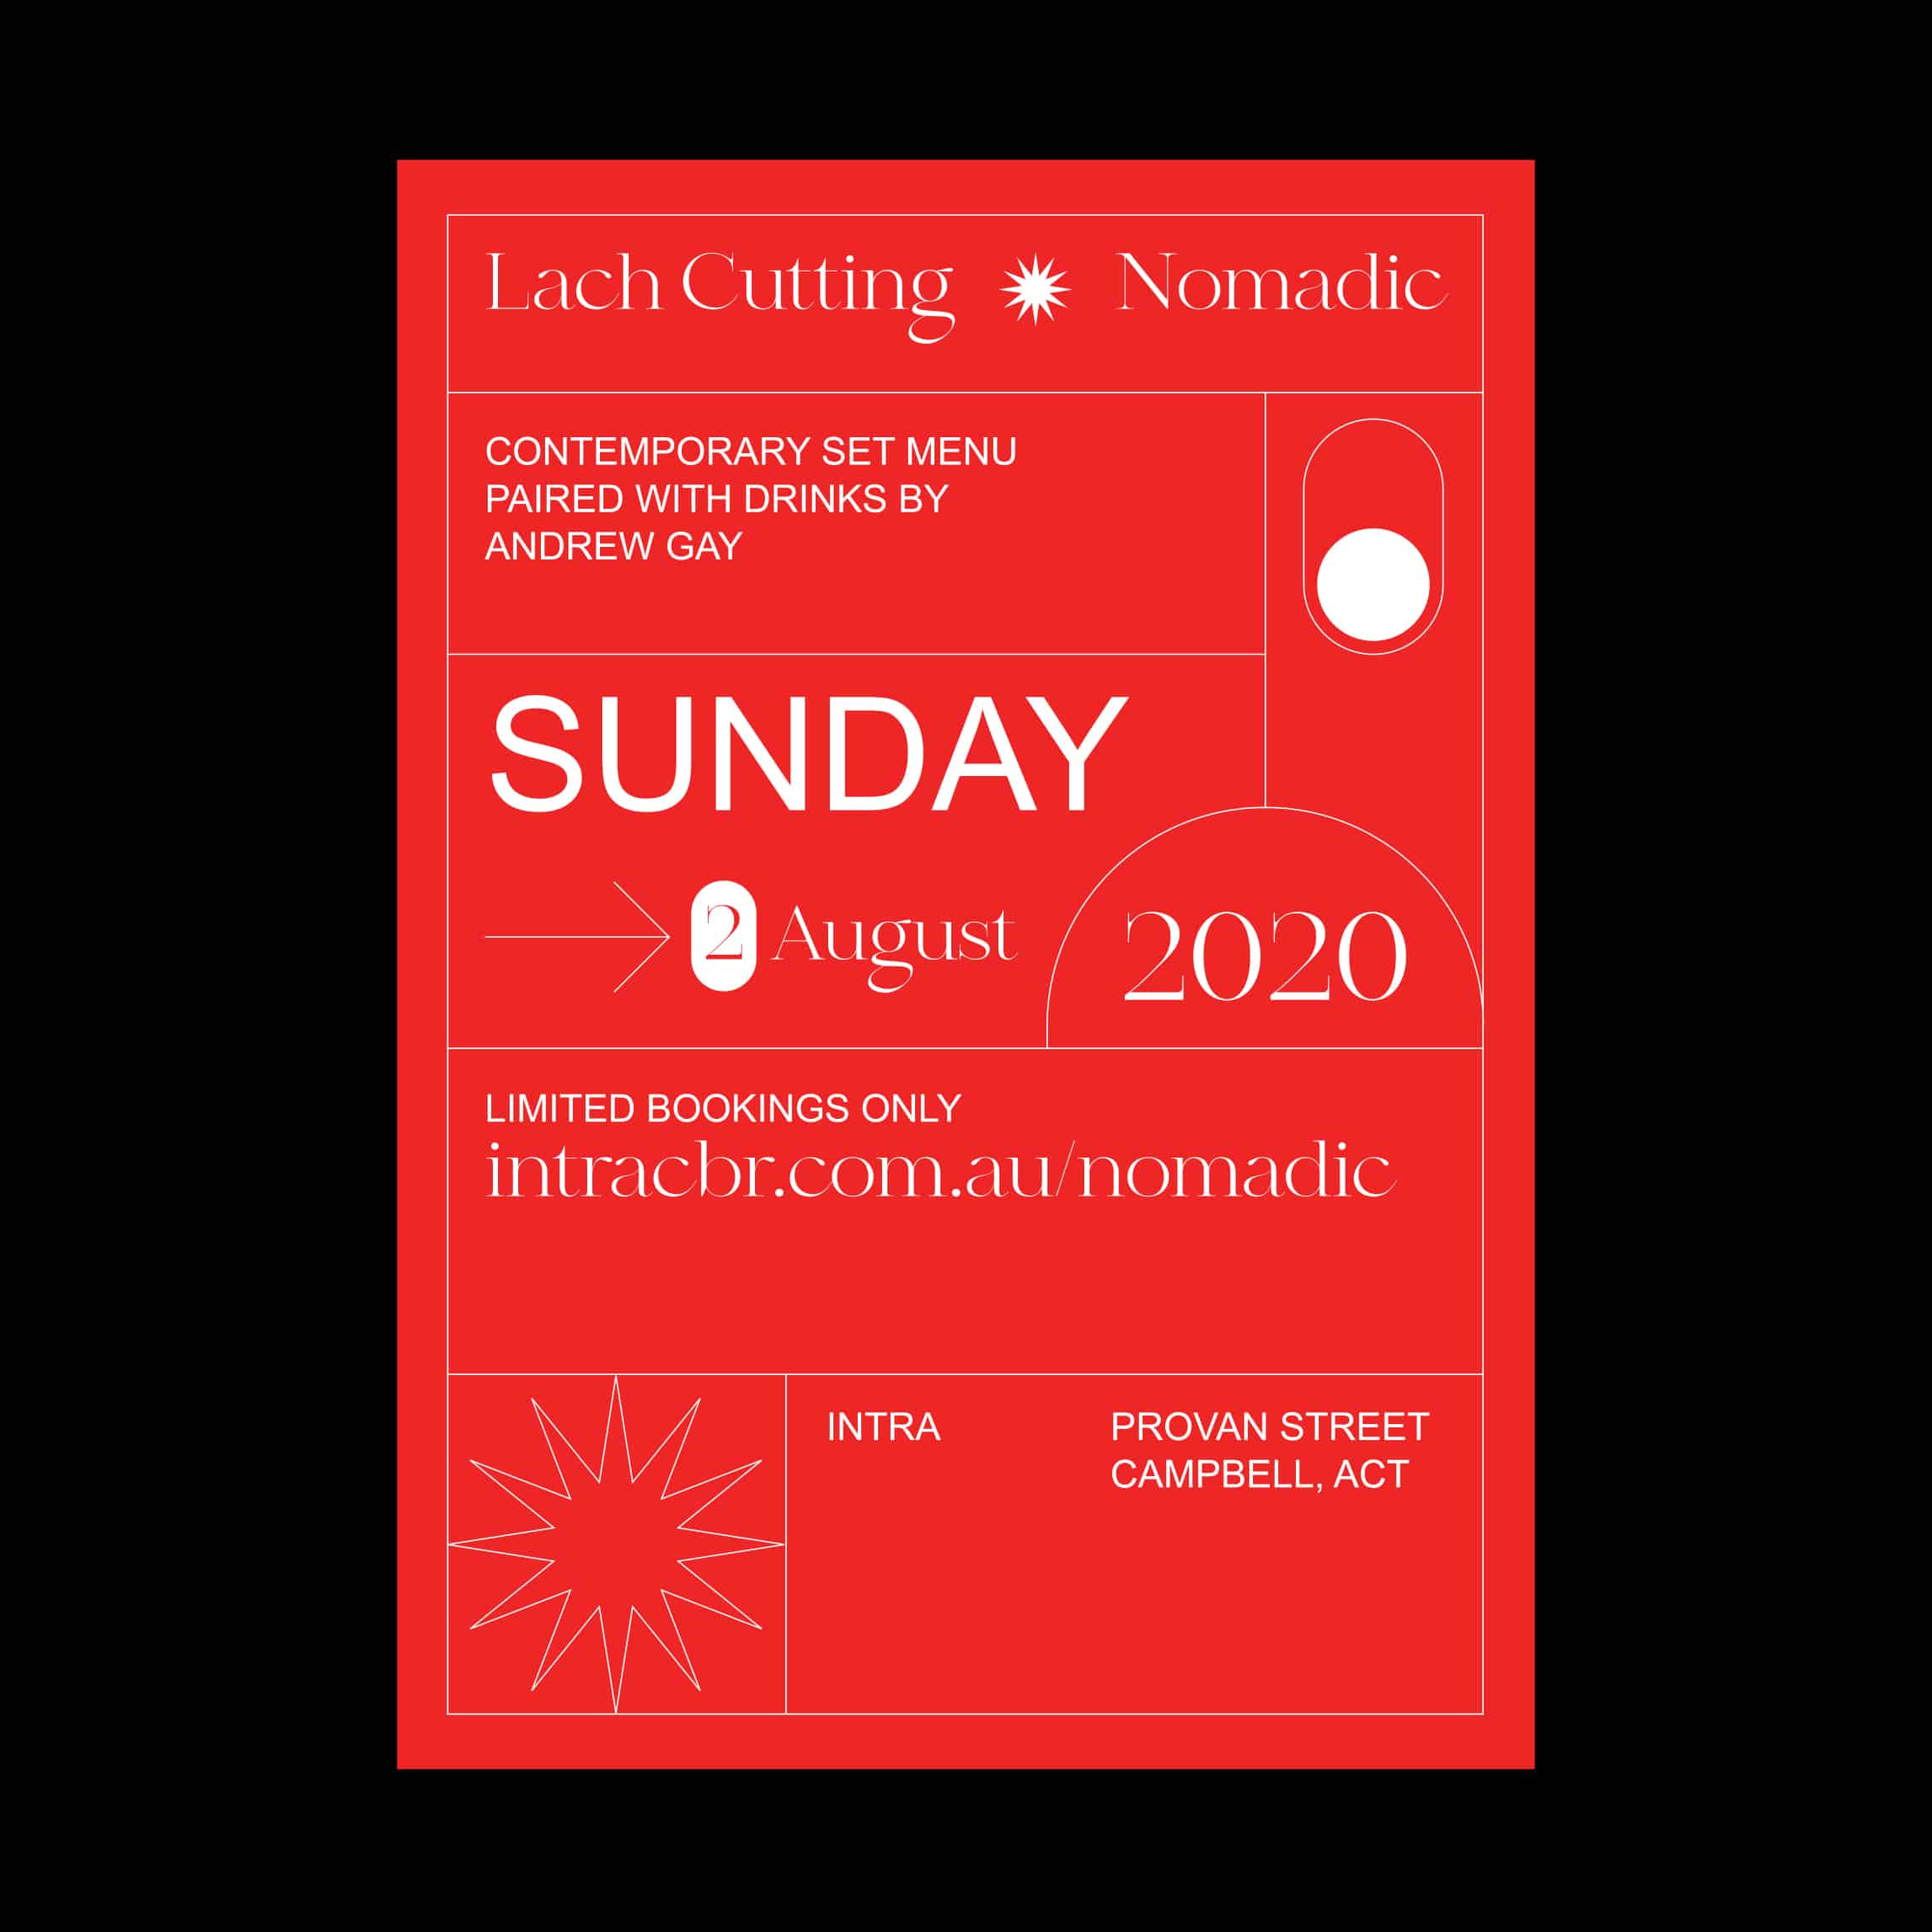 Lach Cutting Nomadic
CONTEMPORARY SET MENU
PAIRED WITH DRINKS BY
ANDREW GAY
SUNDAY
2 August 2020
LIMITED BOOKINGS ONLY
intracbr.com.au/nomadic
INTRA
PROVAN STREET
CAMPBELL, ACT